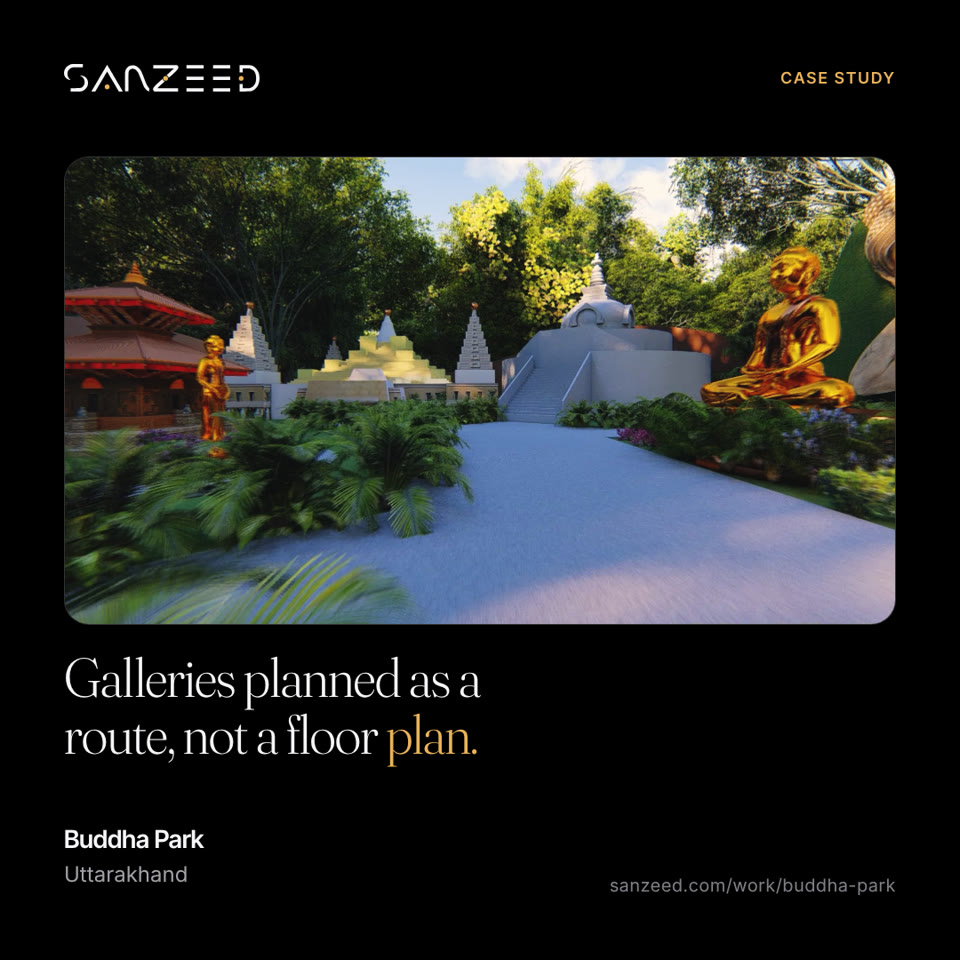 SANZEED
CASE STUDY
Galleries planned as a
route, not a floor plan.
Buddha Park
Uttarakhand
sanzeed.com/work/buddha-park